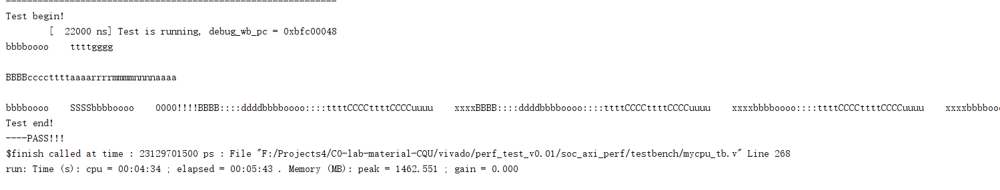 ------------------------------------------------------------
Test begin!
[  22000 ns] Test is running, debug_wb_pc = 0xbfc00048
bbbboooo    ttttgggg
BBBBccccttttaaaarrrrmmmmnnnnaaaa
bbbboooo    SSSSbbbboooo    0000!!!!BBBB::::ddddbbbboooo::::ttttCCCCttttCCCCuuuu    xxxxBBBB::::ddddbbbboooo::::ttttCCCCttttCCCCuuuu    xxxxbbbboooo::::ttttCCCCttttCCCCuuuu    xxxxbbbboo
Test end!
----PASS!!!
$finish called at time : 23129701500 ps : File "F:/Projects4/CO-lab-material-CQU/vivado/perf_test_v0.01/soc_axi_perf/testbench/mycpu_tb.v" Line 268
run: Time (s): cpu = 00:04:34 ; elapsed = 00:05:43 . Memory (MB): peak = 1462.551 ; gain = 0.000